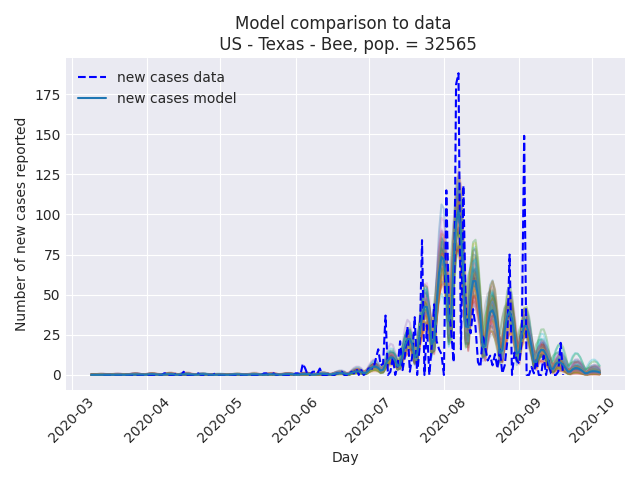 Model comparison to data
US - Texas - Bee, pop. = 32565
new cases data
new cases model
Number of new cases reported
175
150
125
100
75
50
25
0
2020-03
2020-04
2020-05
2020-06
2020-07
2020-08
2020-09
2020-10
Day